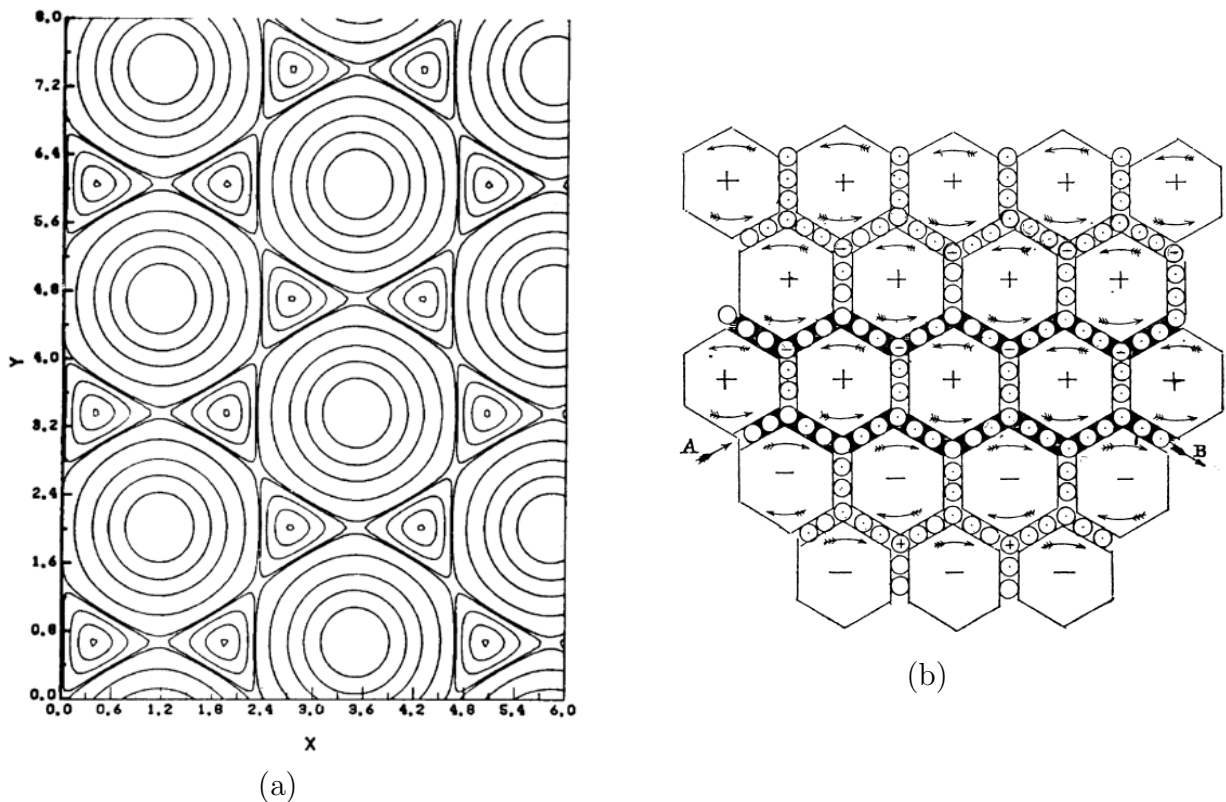 8.0
7.2
6.4
5.6
4.8
4.0
3.2
2.4
1.6
0.8
0.0
Y
0.0 0.6 1.2 1.8 2.4 3.0 3.6 4.2 4.8 5.4 6.0
X
(a)
+ + + + +
- - - -
+ + + +
- - - -
+ + + + +
A B
- - - -
+ +
- - -
(b)